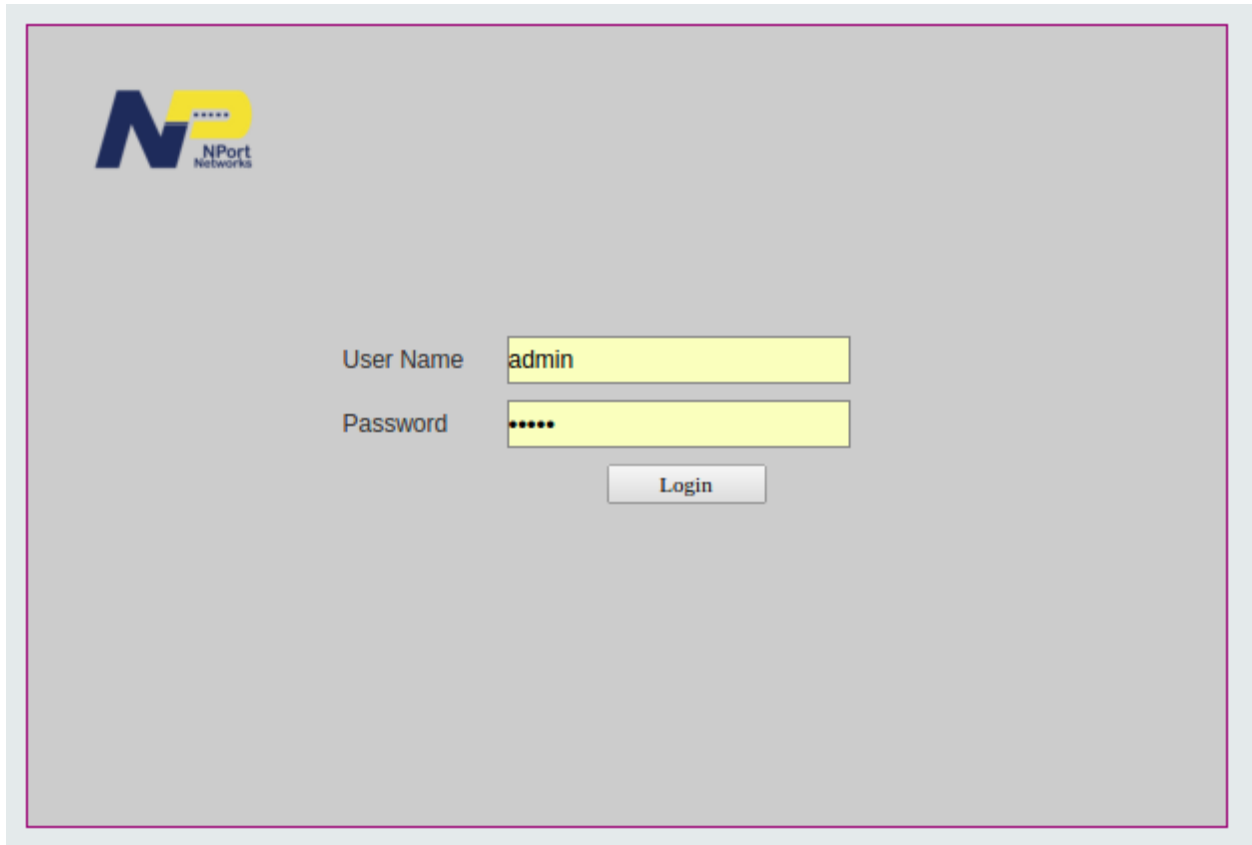 NPort
Networks
User Name admin
Password •••••
Login